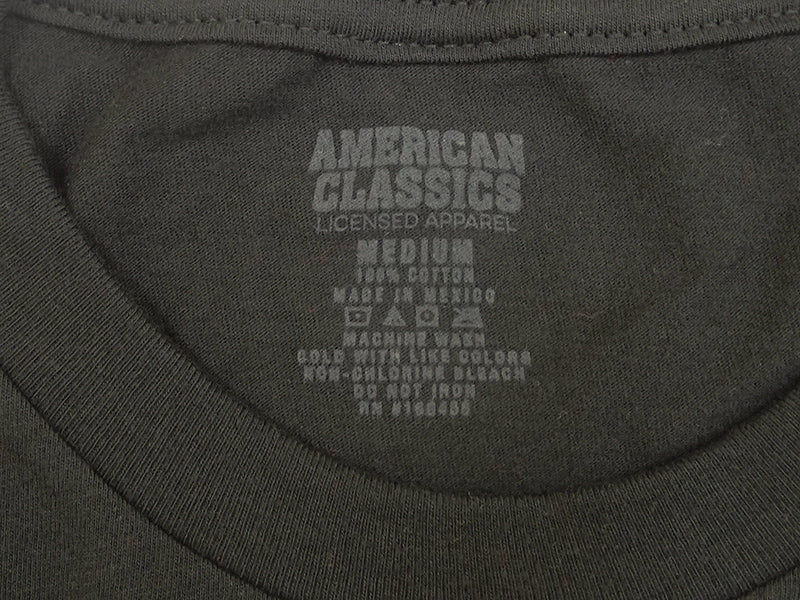 AMERICAN
CLASSICS
LICENSED APPAREL
MEDIUM
100% COTTON
MADE IN MEXICO
MACHINE WASH
COLD WITH LIKE COLORS
NON-CHLORINE BLEACH
DO NOT IRON
RN